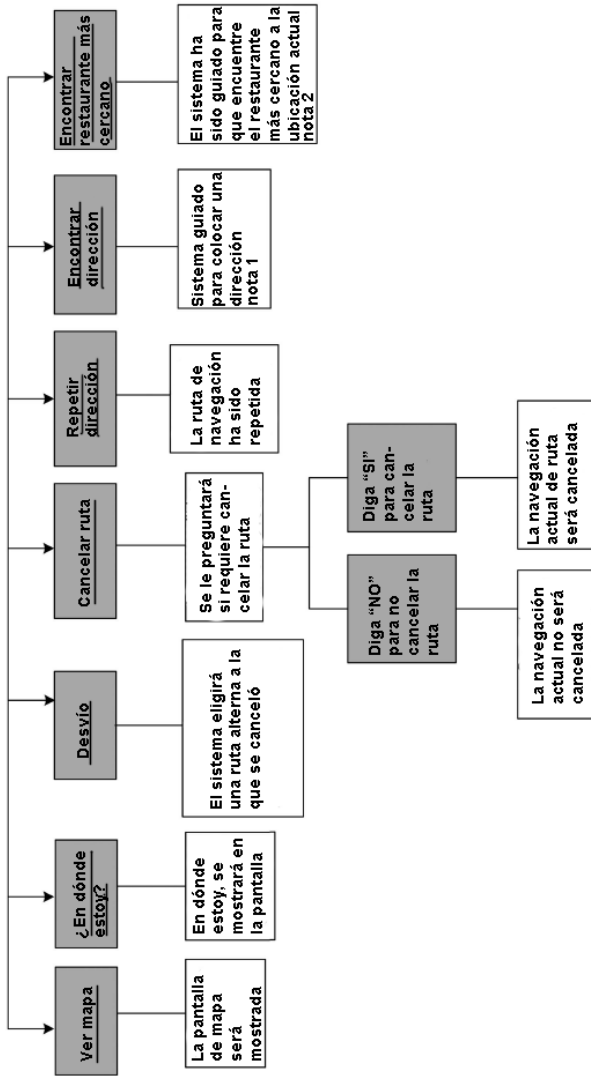 Ver mapa
¿En dónde
estoy?
Desvío
Cancelar ruta
Repetir
dirección
Encontrar
dirección
Encontrar
restaurante más
cercano
La pantalla
de mapa
será
mostrada
En dónde
estoy, se
mostrará en
la pantalla
El sistema eligirá
una ruta alterna a la
que se canceló
Se le preguntará
si requiere can-
celar la ruta
La ruta de
navegación
ha sido
repetida
Sistema guiado
para colocar una
dirección
nota 1
El sistema ha
sido guiado para
que encuentre
el restaurante
más cercano a la
ubicación actual
nota 2
Diga “NO”
para no
cancelar la
ruta
Diga “SI”
para can-
celar la
ruta
La navegación
actual no será
cancelada
La navegación
actual de ruta
será cancelada